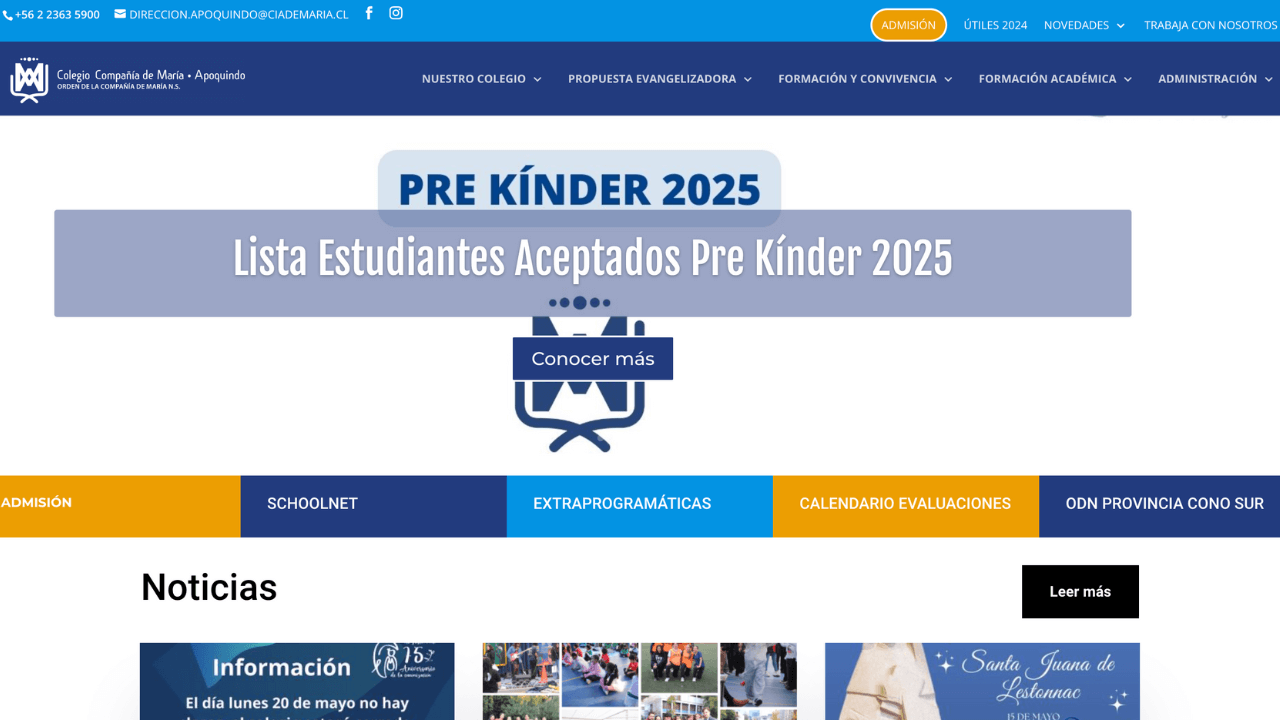 +56 2 2363 5900 DIRECCION.APOQUINDO@CIADEMARIA.CL
ADMISIÓN ÚTILES 2024 NOVEDADES TRABAJA CON NOSOTROS
Colegio Compañía de María • Apoquindo
ORDEN DE LA COMPAÑÍA DE MARÍA N.S.
NUESTRO COLEGIO PROPUESTA EVANGELIZADORA FORMACIÓN Y CONVIVENCIA FORMACIÓN ACADÉMICA ADMINISTRACIÓN
PRE KÍNDER 2025
Lista Estudiantes Aceptados Pre Kínder 2025
Conocer más
ADMISIÓN SCHOOLNET EXTRAPROGRAMÁTICAS CALENDARIO EVALUACIONES ODN PROVINCIA CONO SUR
Noticias
Leer más
Información
75
Aniversario
El día lunes 20 de mayo no hay
Santa Juana de
Lestonnac
15 DE MAYO